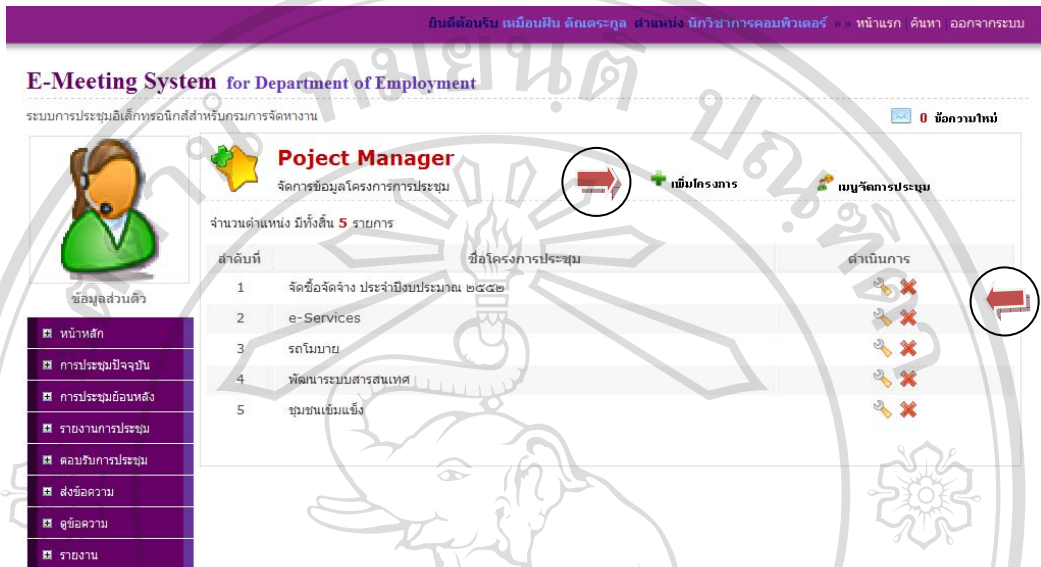 ยินดีต้อนรับ เหมือนฝัน ตัณตระกูล ตำแหน่ง นักวิชาการคอมพิวเตอร์ »» หน้าแรก | ค้นหา | ออกจากระบบ
E-Meeting System for Department of Employment
ระบบการประชุมอิเล็กทรอนิกส์สำหรับกรมการจัดหางาน
0 ข้อความใหม่
Poject Manager
จัดการข้อมูลโครงการการประชุม
เพิ่มโครงการ
เมนูจัดการประชุม
จำนวนตำแหน่ง มีทั้งสิ้น 5 รายการ
ลำดับที่ ชื่อโครงการประชุม ดำเนินการ
1 จัดซื้อจัดจ้าง ประจำปีงบประมาณ ๒๕๕๒
2 e-Services
3 รถโมบาย
4 พัฒนาระบบสารสนเทศ
5 ชุมชนเข้มแข็ง
ข้อมูลส่วนตัว
หน้าหลัก
การประชุมปัจจุบัน
การประชุมย้อนหลัง
รายงานการประชุม
ตอบรับการประชุม
ส่งข้อความ
ดูข้อความ
รายงาน